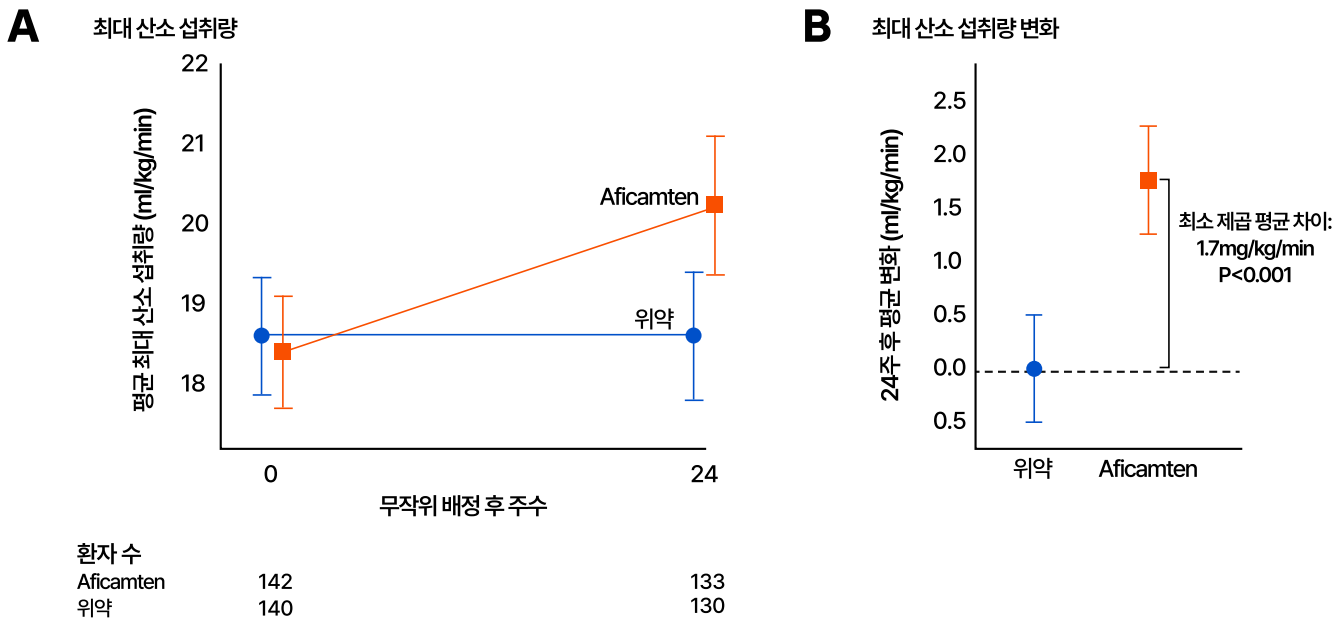 A
최대 산소 섭취량
평균 최대 산소 섭취량 (ml/kg/min)
22
21
20
19
18
Aficamten
위약
0
24
무작위 배정 후 주수
환자 수
Aficamten
142
133
위약
140
130
B
최대 산소 섭취량 변화
24주 후 평균 변화 (ml/kg/min)
2.5
2.0
1.5
1.0
0.5
0.0
0.5
최소 제곱 평균 차이:
1.7mg/kg/min
P<0.001
위약
Aficamten